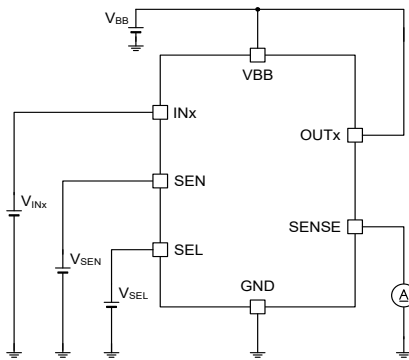 VBB
VBB
INx
OUTx
SEN
VINx
SENSE
SEL
VSEN
GND
VSEL
A